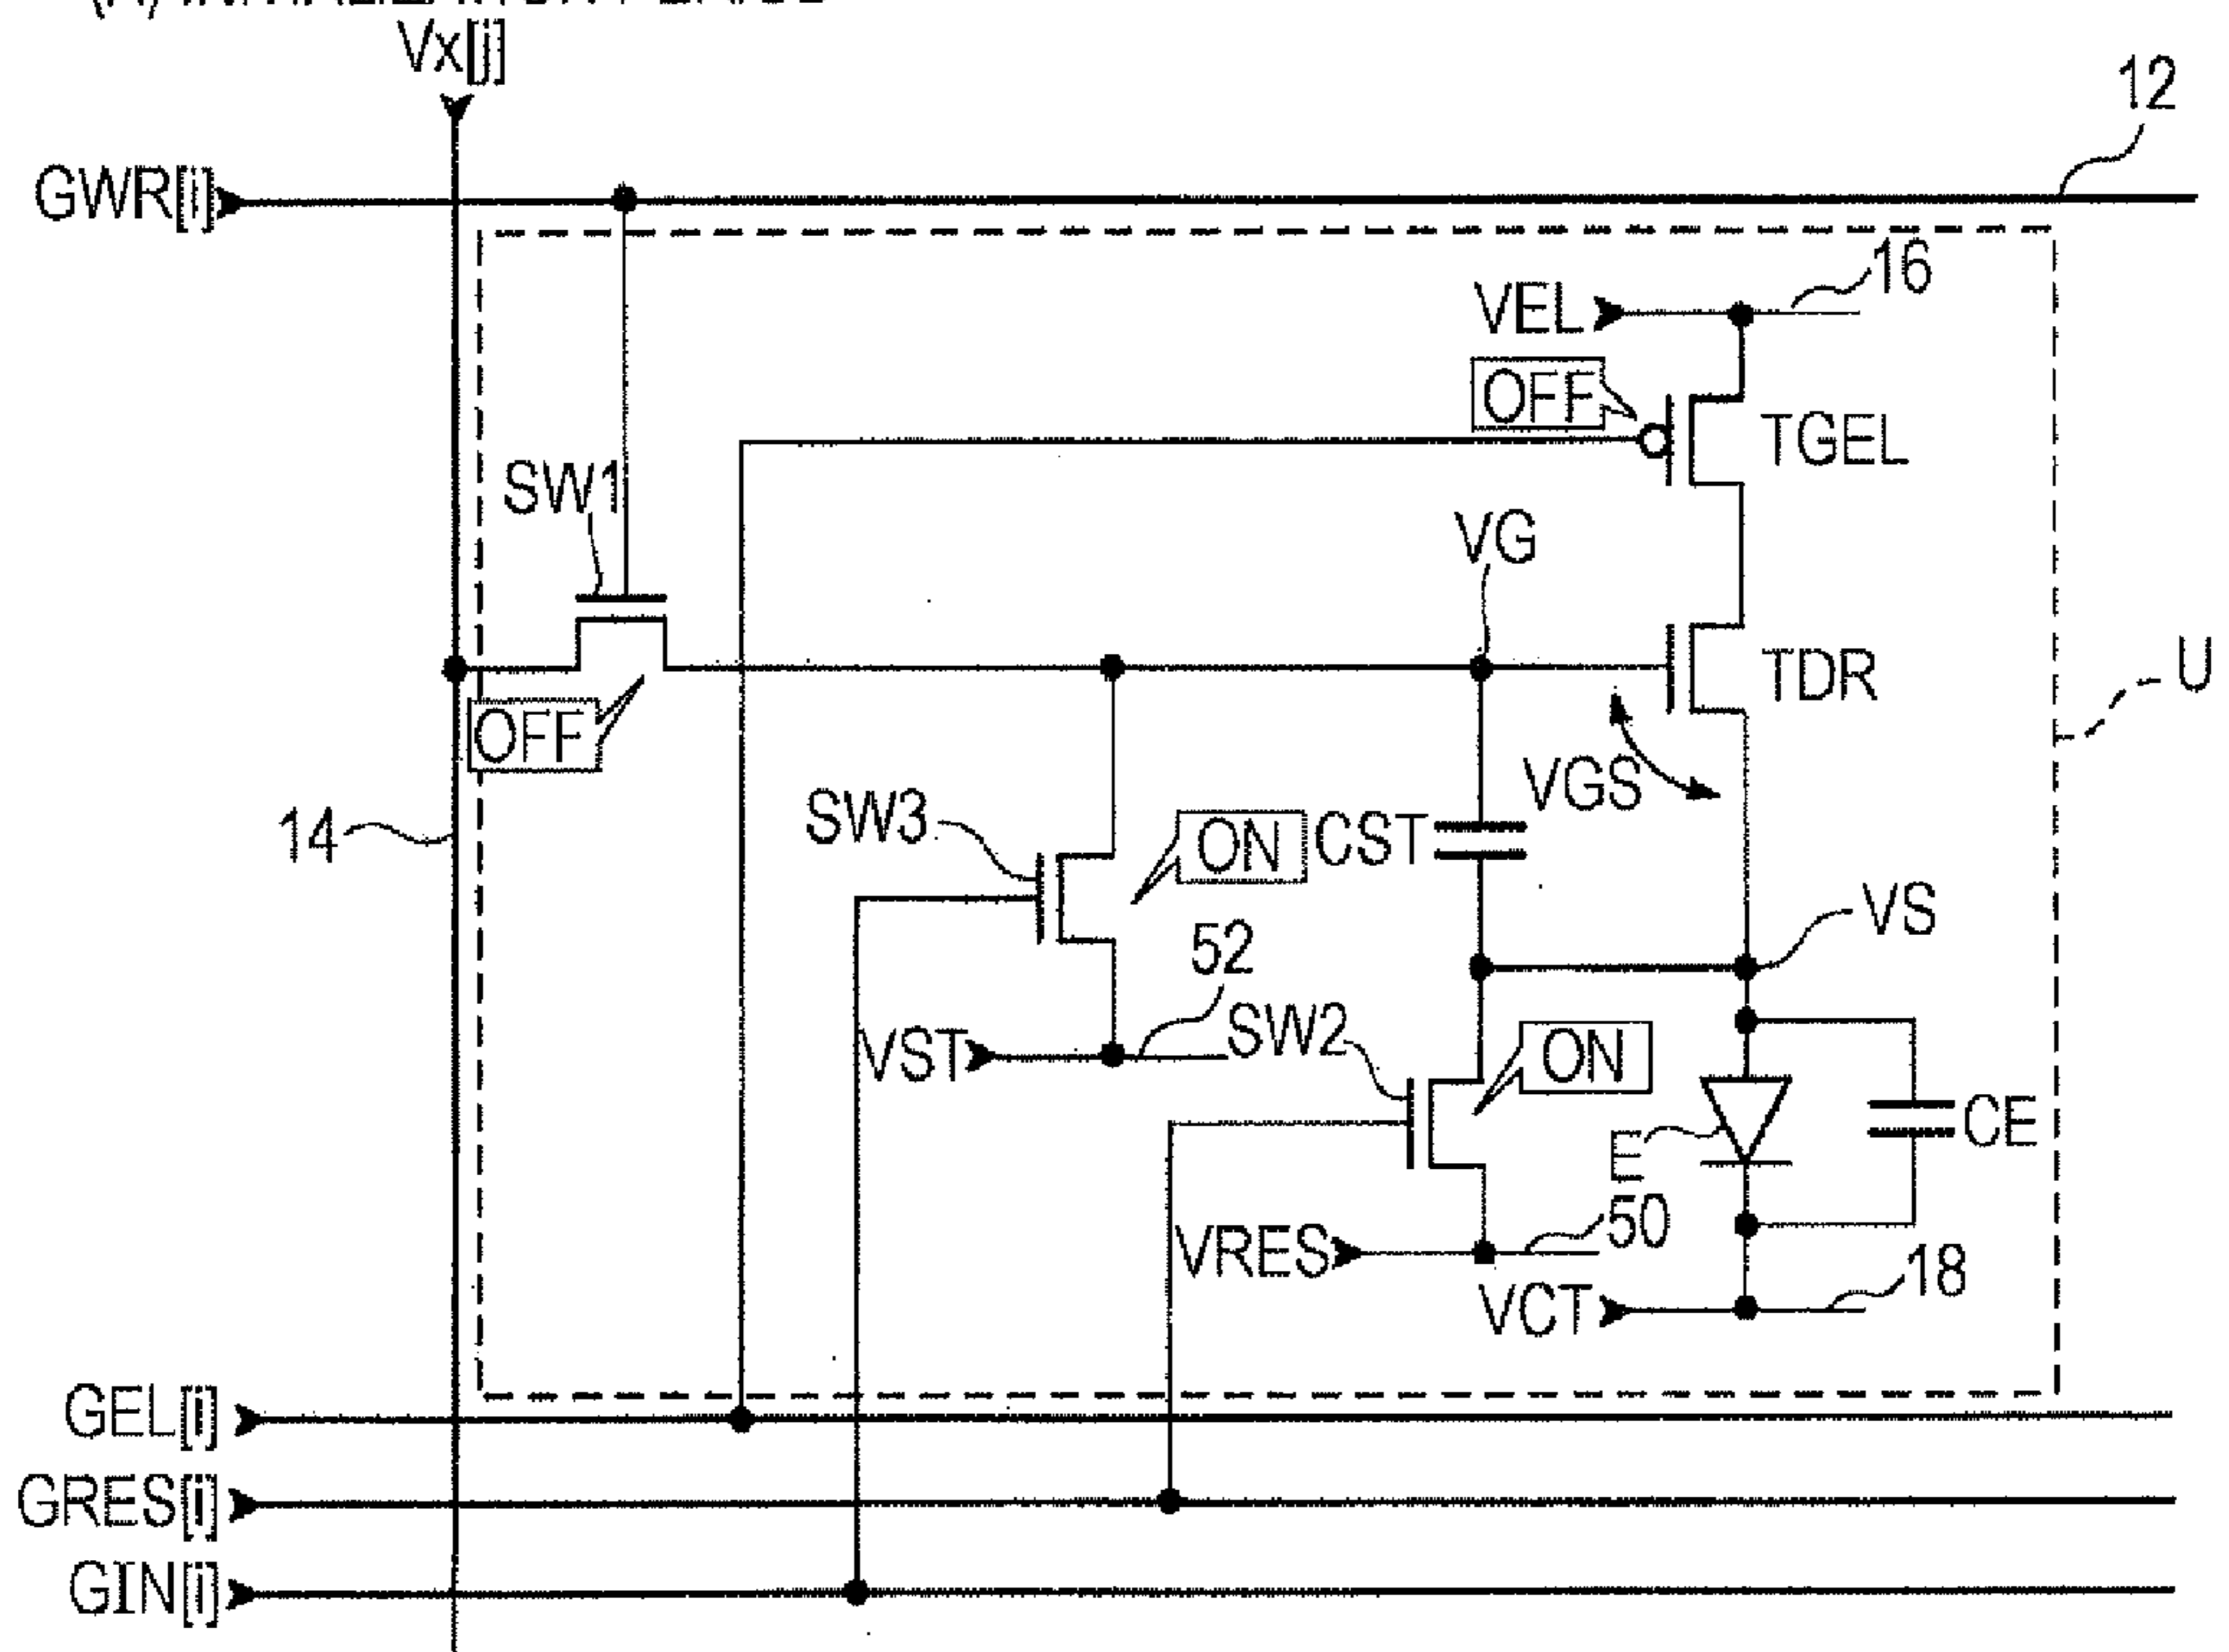 Vx[j]
12
GWR[i]
16
VEL
OFF
TGEL
SW1
VG
TDR
U
OFF
VGS
14
SW3
ON
CST
VS
52
SW2
ON
VST
CE
E
50
VRES
18
VCT
GEL[i]
GRES[i]
GIN[i]